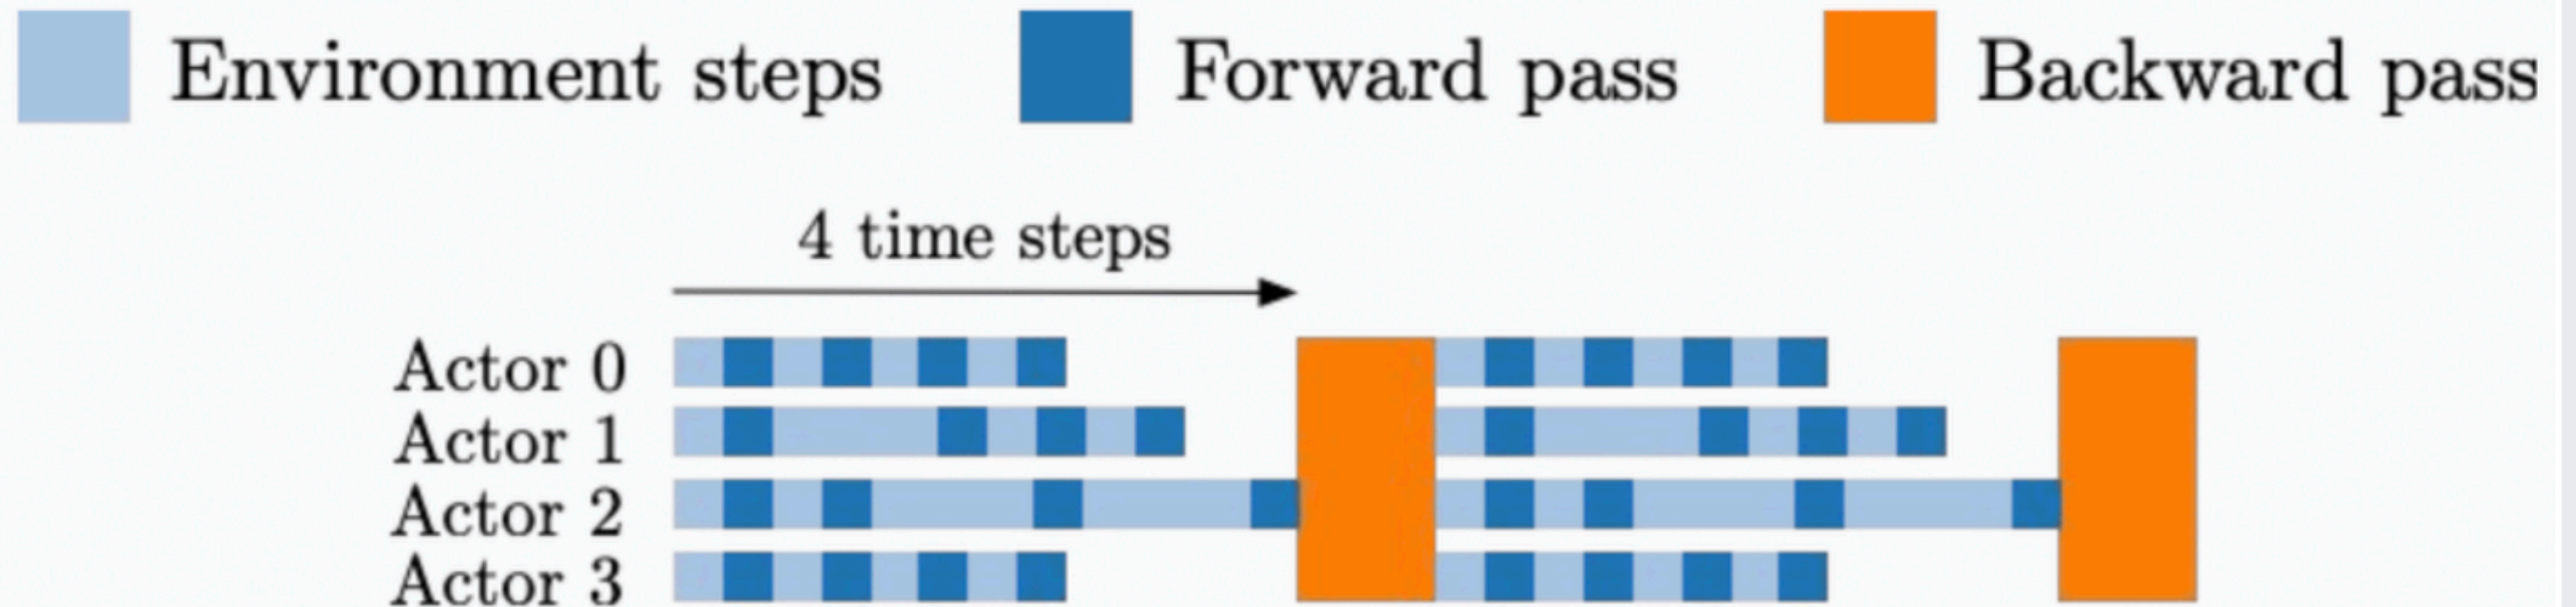 Environment steps Forward pass Backward pass
4 time steps
Actor 0
Actor 1
Actor 2
Actor 3